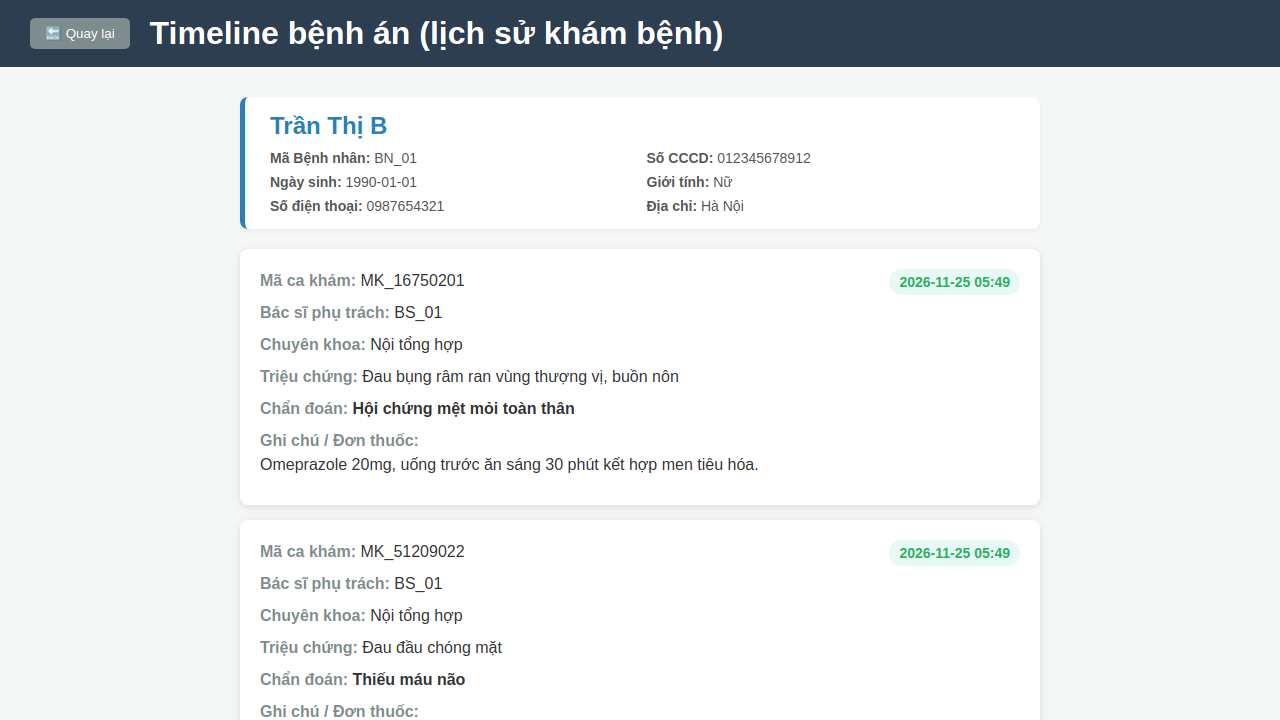 🔙 Quay lại
Timeline bệnh án (lịch sử khám bệnh)
Trần Thị B
Mã Bệnh nhân: BN_01
Số CCCD: 012345678912
Ngày sinh: 1990-01-01
Giới tính: Nữ
Số điện thoại: 0987654321
Địa chỉ: Hà Nội
Mã ca khám: MK_16750201
2026-11-25 05:49
Bác sĩ phụ trách: BS_01
Chuyên khoa: Nội tổng hợp
Triệu chứng: Đau bụng râm ran vùng thượng vị, buồn nôn
Chẩn đoán: Hội chứng mệt mỏi toàn thân
Ghi chú / Đơn thuốc:
Omeprazole 20mg, uống trước ăn sáng 30 phút kết hợp men tiêu hóa.
Mã ca khám: MK_51209022
2026-11-25 05:49
Bác sĩ phụ trách: BS_01
Chuyên khoa: Nội tổng hợp
Triệu chứng: Đau đầu chóng mặt
Chẩn đoán: Thiếu máu não
Ghi chú / Đơn thuốc: